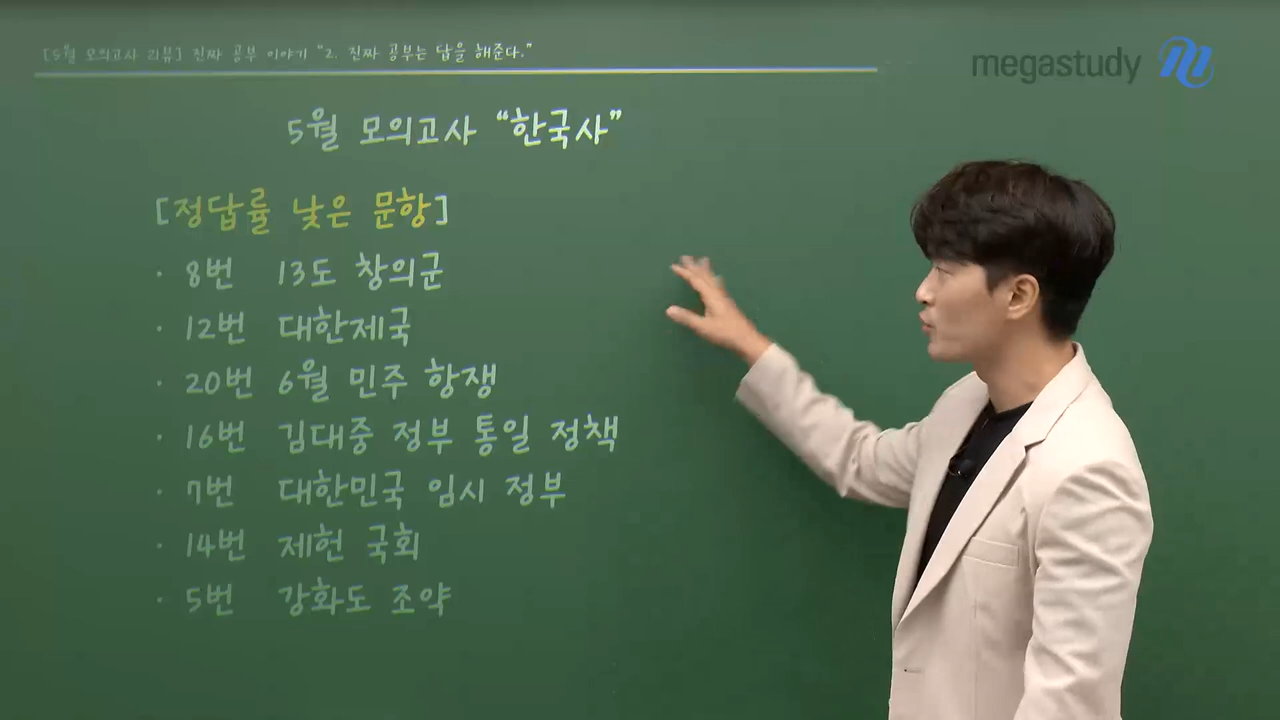 [5월 모의고사 리뷰] 진짜 공부 이야기 "2. 진짜 공부는 답을 해준다."
megastudy
5월 모의고사 "한국사"
[정답률 낮은 문항]
· 8번 13도 창의군
· 12번 대한제국
· 20번 6월 민주 항쟁
· 16번 김대중 정부 통일 정책
· 7번 대한민국 임시 정부
· 14번 제헌 국회
· 5번 강화도 조약